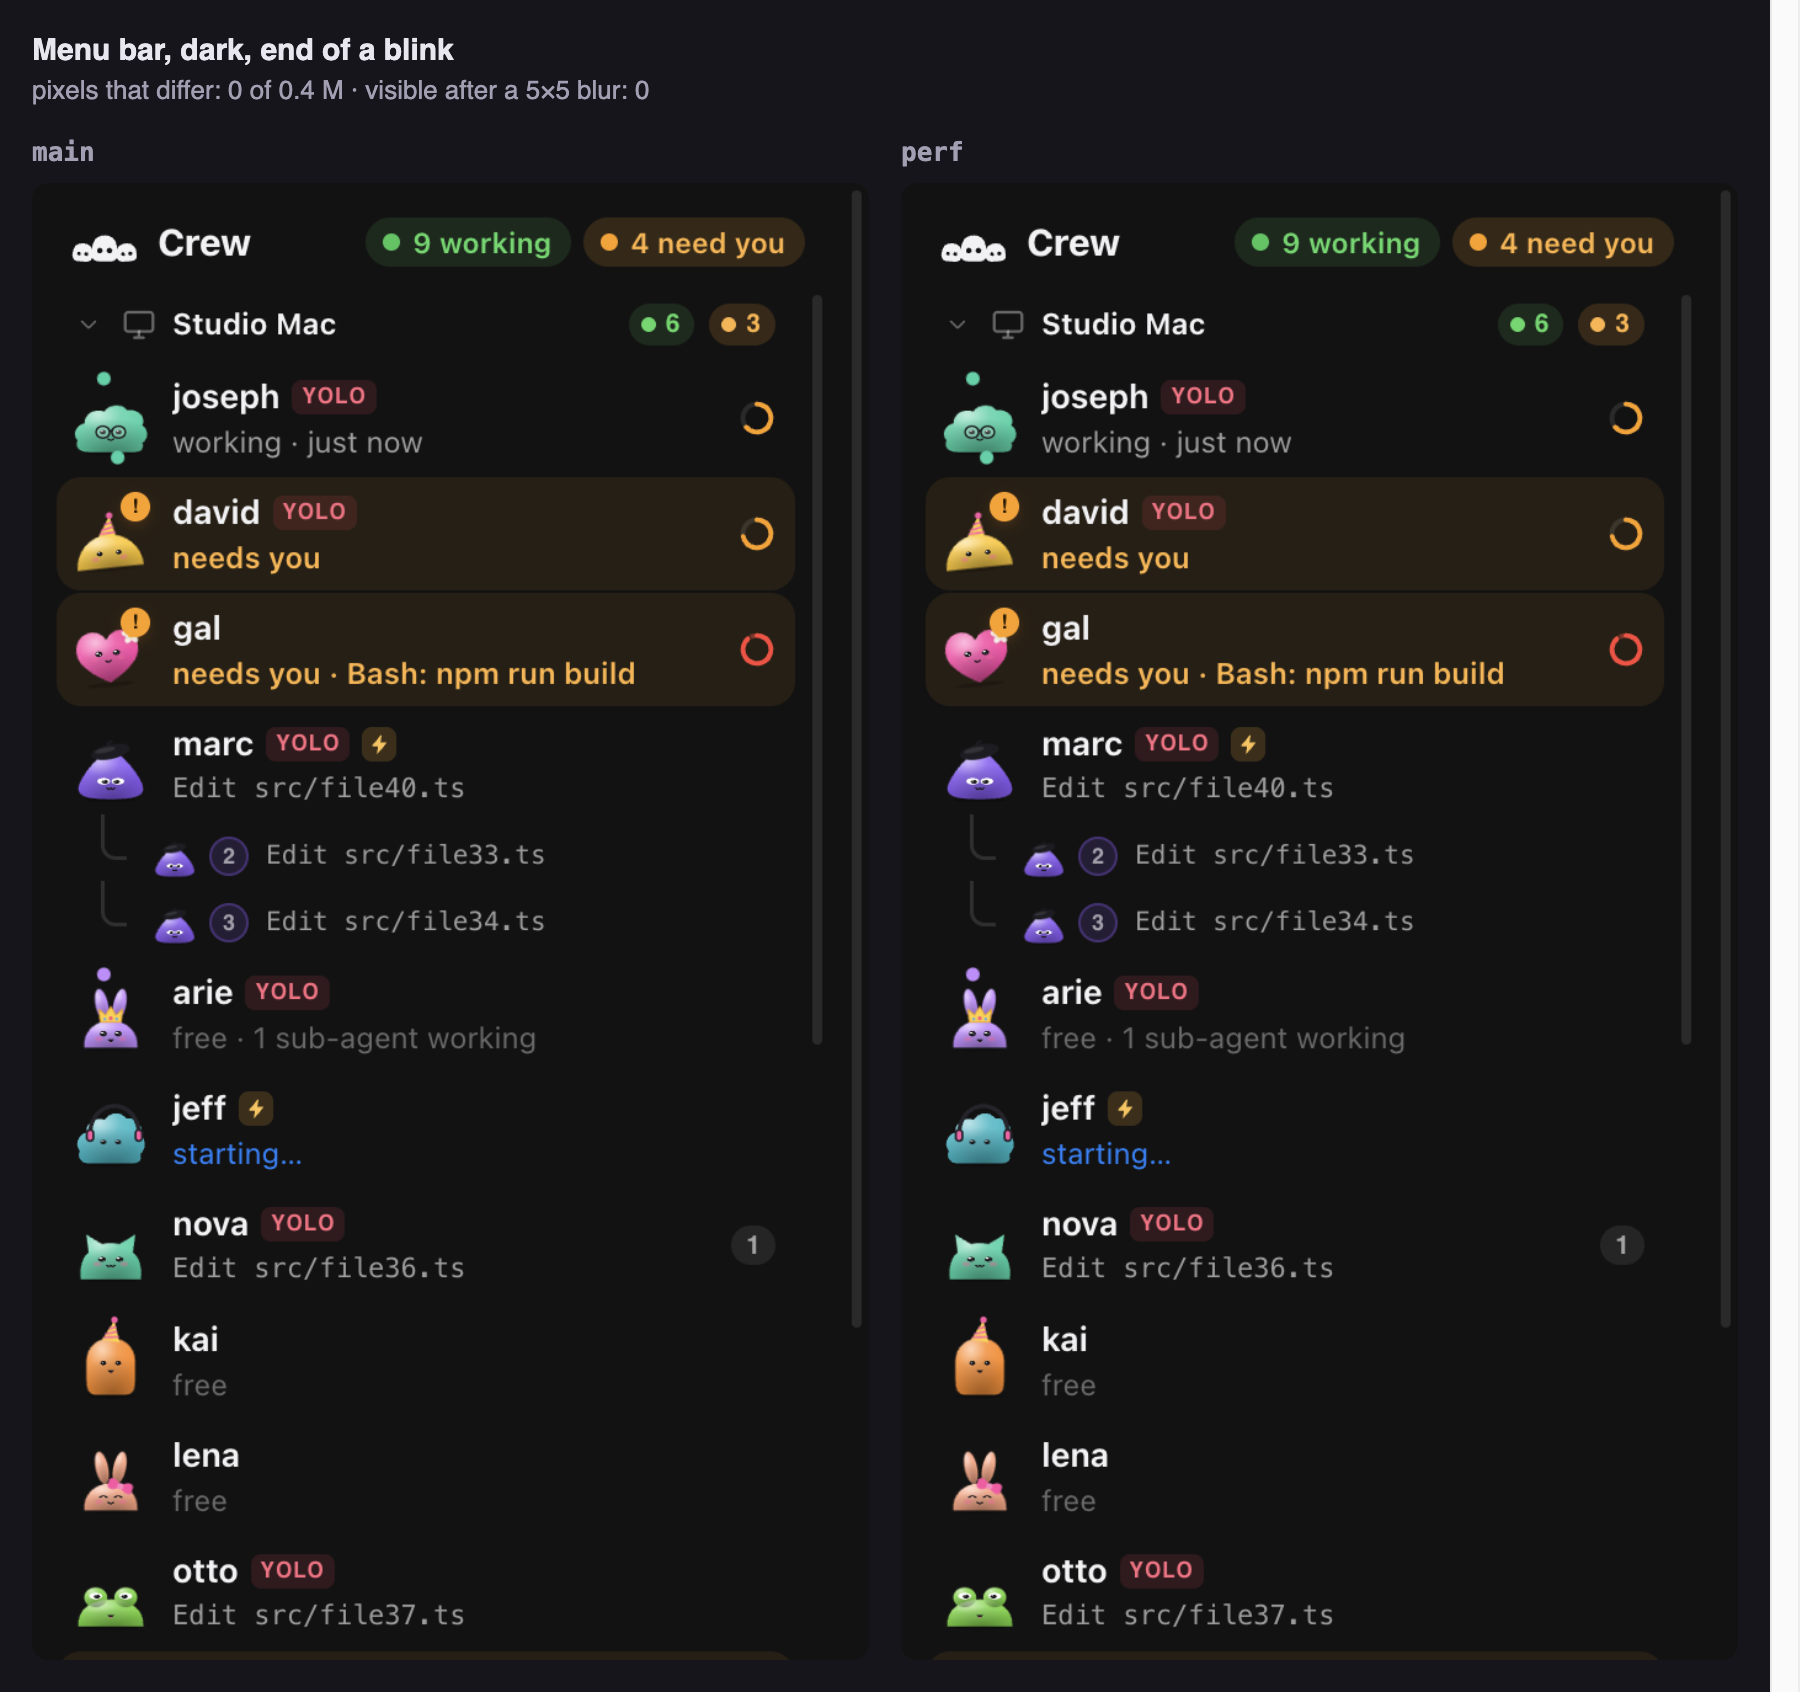 Menu bar, dark, end of a blink
pixels that differ: 0 of 0.4 M · visible after a 5×5 blur: 0
main
Crew 9 working 4 need you
Studio Mac 6 3
joseph YOLO
working · just now
! david YOLO
needs you
! gal
needs you · Bash: npm run build
marc YOLO
Edit src/file40.ts
2 Edit src/file33.ts
3 Edit src/file34.ts
arie YOLO
free · 1 sub-agent working
jeff
starting...
nova YOLO
Edit src/file36.ts
1
kai
free
lena
free
otto YOLO
Edit src/file37.ts
perf
Crew 9 working 4 need you
Studio Mac 6 3
joseph YOLO
working · just now
! david YOLO
needs you
! gal
needs you · Bash: npm run build
marc YOLO
Edit src/file40.ts
2 Edit src/file33.ts
3 Edit src/file34.ts
arie YOLO
free · 1 sub-agent working
jeff
starting...
nova YOLO
Edit src/file36.ts
1
kai
free
lena
free
otto YOLO
Edit src/file37.ts